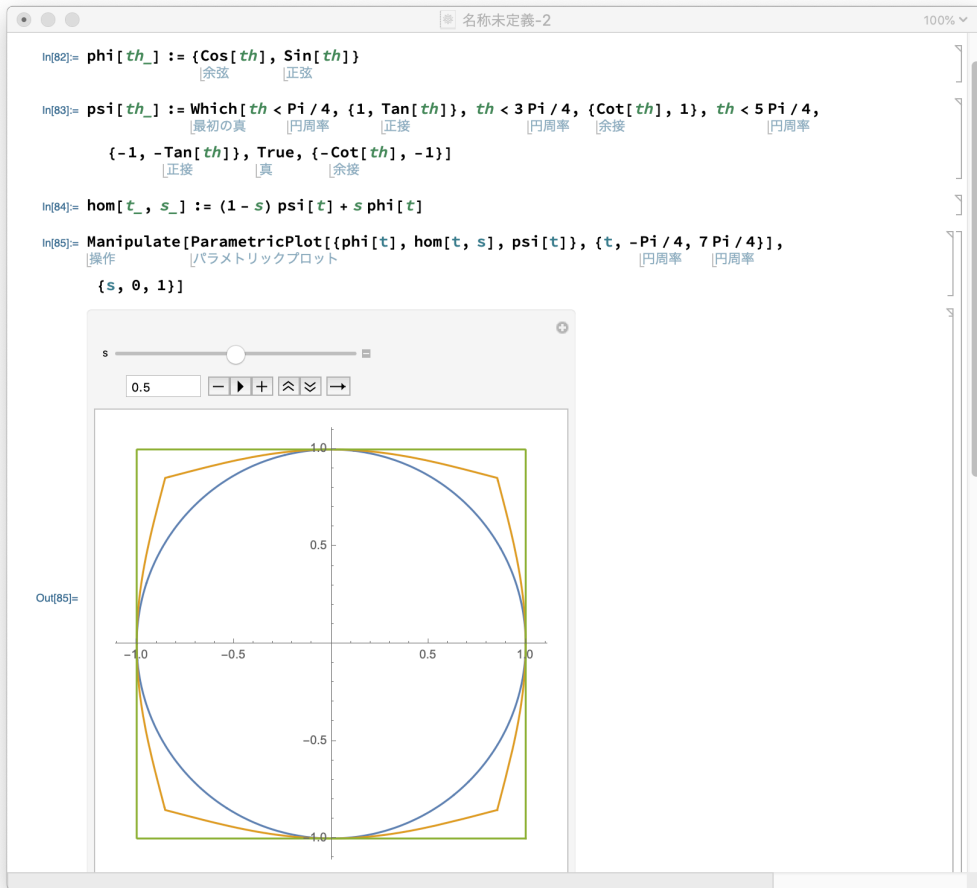 名称未定義-2
100%
In[82]:= phi[th_] := {Cos[th], Sin[th]}
余弦 正弦
In[83]:= psi[th_] := Which[th < Pi / 4, {1, Tan[th]}, th < 3 Pi / 4, {Cot[th], 1}, th < 5 Pi / 4,
最初の真 円周率 正接 円周率 余接 円周率
{-1, -Tan[th]}, True, {-Cot[th], -1}]
正接 真 余接
In[84]:= hom[t_, s_] := (1 - s) psi[t] + s phi[t]
In[85]:= Manipulate[ParametricPlot[{phi[t], hom[t, s], psi[t]}, {t, -Pi / 4, 7 Pi / 4}],
操作 パラメトリックプロット 円周率 円周率
{s, 0, 1}]
s
0.5
1.0
0.5
Out[85]=
-1.0 -0.5 0.5 1.0
-0.5
-1.0